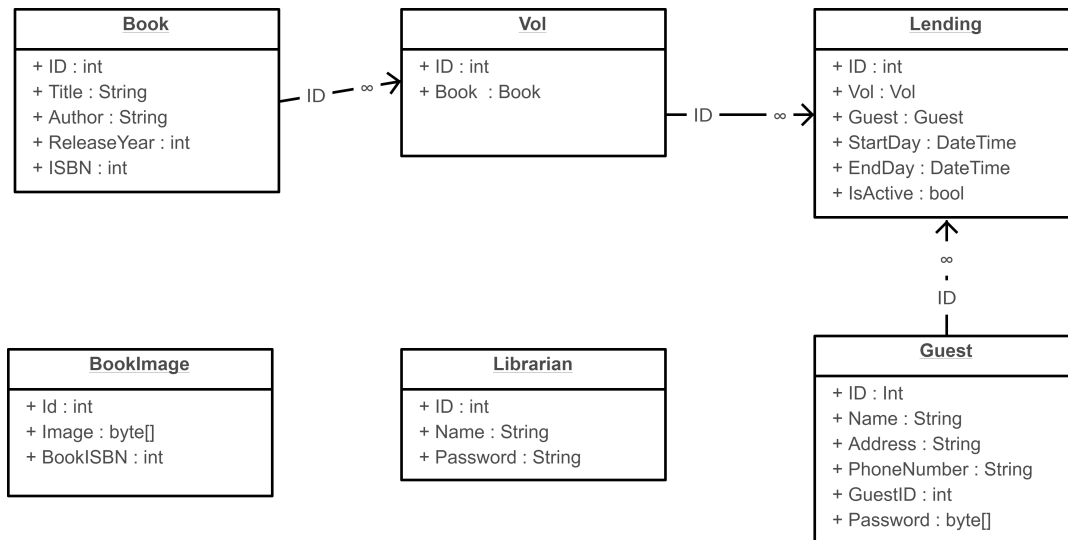 Book
+ ID : int
+ Title : String
+ Author : String
+ ReleaseYear : int
+ ISBN : int
ID ∞
Vol
+ ID : int
+ Book : Book
ID ∞
Lending
+ ID : int
+ Vol : Vol
+ Guest : Guest
+ StartDay : DateTime
+ EndDay : DateTime
+ IsActive : bool
∞
ID
BookImage
+ Id : int
+ Image : byte[]
+ BookISBN : int
Librarian
+ ID : int
+ Name : String
+ Password : String
Guest
+ ID : Int
+ Name : String
+ Address : String
+ PhoneNumber : String
+ GuestID : int
+ Password : byte[]